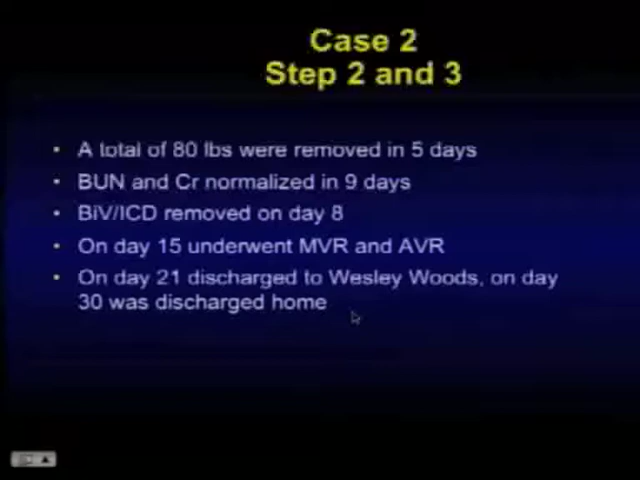 Case 2
Step 2 and 3
• A total of 80 lbs were removed in 5 days
• BUN and Cr normalized in 9 days
• BiV/ICD removed on day 8
• On day 15 underwent MVR and AVR
• On day 21 discharged to Wesley Woods, on day
30 was discharged home